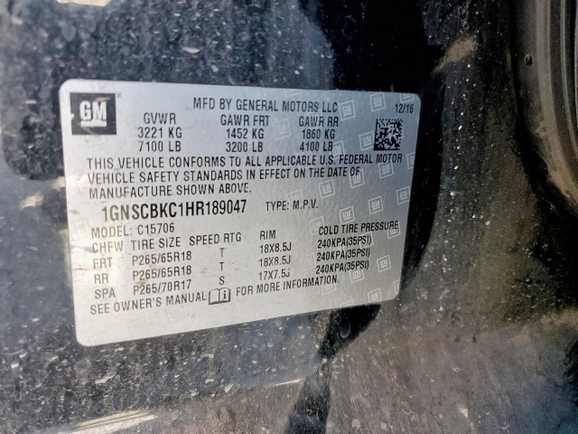 GM
MFD BY GENERAL MOTORS LLC 12/16
GVWR GAWR FRT GAWR RR
3221 KG 1452 KG 1860 KG
7100 LB 3200 LB 4100 LB
THIS VEHICLE CONFORMS TO ALL APPLICABLE U.S. FEDERAL MOTOR
VEHICLE SAFETY STANDARDS IN EFFECT ON THE DATE OF
MANUFACTURE SHOWN ABOVE.
1GNSCBKC1HR189047 TYPE: M.P.V.
MODEL: C15706
CHFW TIRE SIZE SPEED RTG RIM COLD TIRE PRESSURE
FRT P265/65R18 T 18X8.5J 240KPA(35PSI)
RR P265/65R18 T 18X8.5J 240KPA(35PSI)
SPA P265/70R17 S 17X7.5J 240KPA(35PSI)
SEE OWNER'S MANUAL FOR MORE INFORMATION.